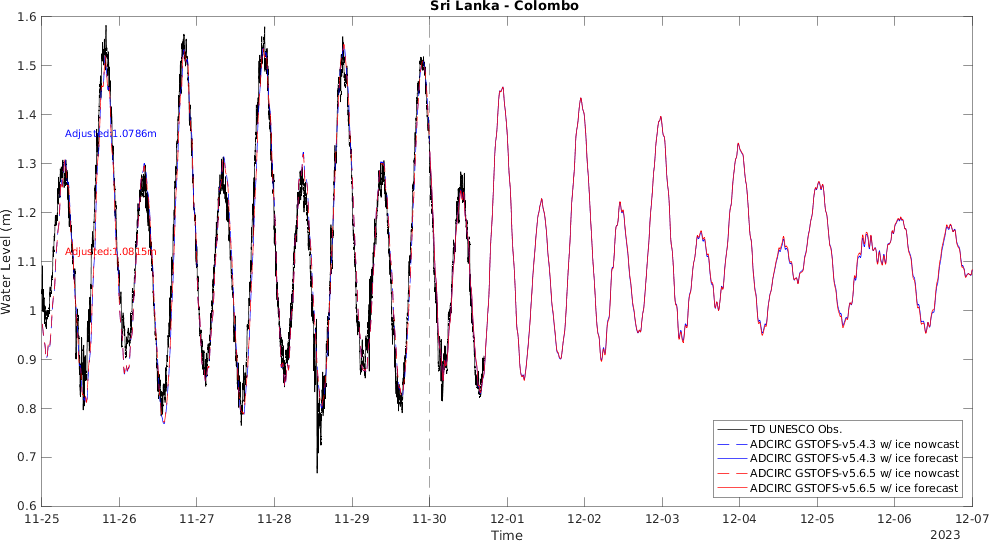 Sri Lanka - Colombo
1.6
1.5
1.4
1.3
1.2
1.1
1
0.9
0.8
0.7
0.6
Water Level (m)
Adjusted:1.0786m
Adjusted:1.0815m
TD UNESCO Obs.
ADCIRC GSTOFS-v5.4.3 w/ ice nowcast
ADCIRC GSTOFS-v5.4.3 w/ ice forecast
ADCIRC GSTOFS-v5.6.5 w/ ice nowcast
ADCIRC GSTOFS-v5.6.5 w/ ice forecast
11-25 11-26 11-27 11-28 11-29 11-30 12-01 12-02 12-03 12-04 12-05 12-06 12-07
Time
2023